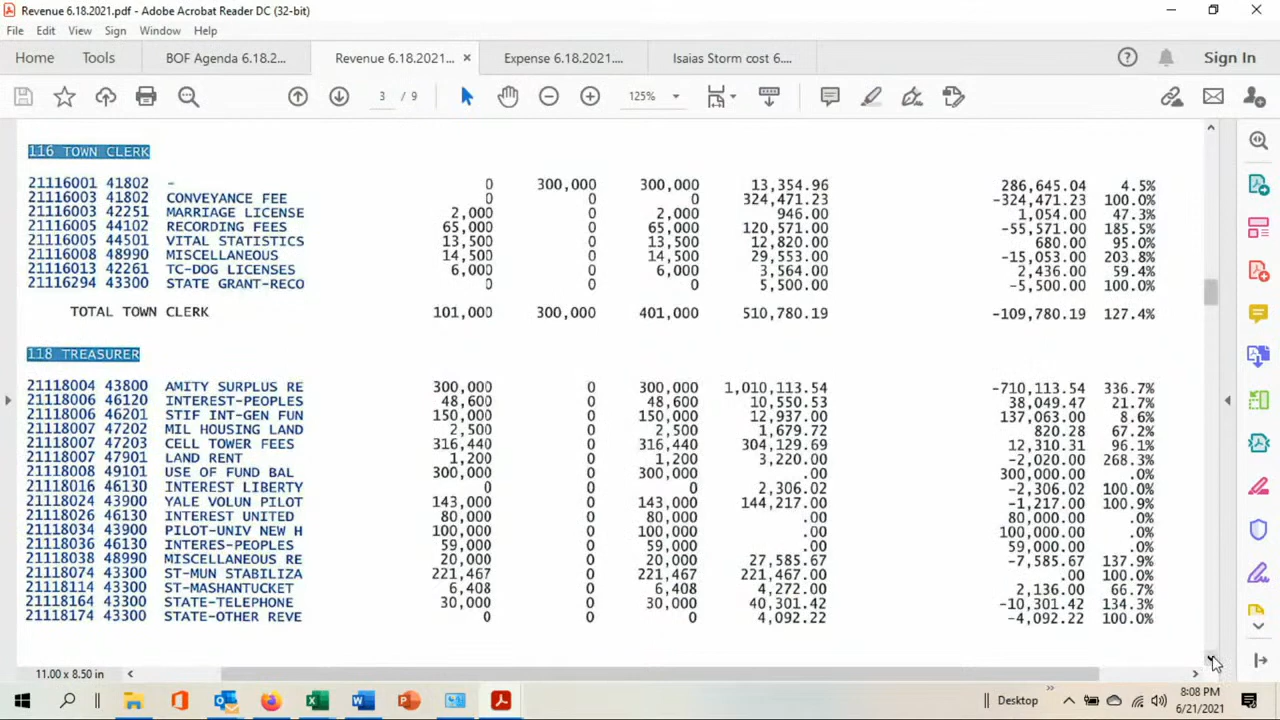 Revenue 6.18.2021.pdf - Adobe Acrobat Reader DC (32-bit)
File Edit View Sign Window Help
Home Tools BOF Agenda 6.18.2... Revenue 6.18.2021... × Expense 6.18.2021.... Isaias Storm cost 6.... Sign In
3 / 9 125%
116 TOWN CLERK
21116001 41802 - 0 300,000 300,000 13,354.96 286,645.04 4.5%
21116003 41802 CONVEYANCE FEE 0 0 0 324,471.23 -324,471.23 100.0%
21116003 42251 MARRIAGE LICENSE 2,000 0 2,000 946.00 1,054.00 47.3%
21116005 44102 RECORDING FEES 65,000 0 65,000 120,571.00 -55,571.00 185.5%
21116005 44501 VITAL STATISTICS 13,500 0 13,500 12,820.00 680.00 95.0%
21116008 48990 MISCELLANEOUS 14,500 0 14,500 29,553.00 -15,053.00 203.8%
21116013 42261 TC-DOG LICENSES 6,000 0 6,000 3,564.00 2,436.00 59.4%
21116294 43300 STATE GRANT-RECO 0 0 0 5,500.00 -5,500.00 100.0%
TOTAL TOWN CLERK 101,000 300,000 401,000 510,780.19 -109,780.19 127.4%
118 TREASURER
21118004 43800 AMITY SURPLUS RE 300,000 0 300,000 1,010,113.54 -710,113.54 336.7%
21118006 46120 INTEREST-PEOPLES 48,600 0 48,600 10,550.53 38,049.47 21.7%
21118006 46201 STIF INT-GEN FUN 150,000 0 150,000 12,937.00 137,063.00 8.6%
21118007 47202 MIL HOUSING LAND 2,500 0 2,500 1,679.72 820.28 67.2%
21118007 47203 CELL TOWER FEES 316,440 0 316,440 304,129.69 12,310.31 96.1%
21118007 47901 LAND RENT 1,200 0 1,200 3,220.00 -2,020.00 268.3%
21118008 49101 USE OF FUND BAL 300,000 0 300,000 .00 300,000.00 .0%
21118016 46130 INTEREST LIBERTY 0 0 0 2,306.02 -2,306.02 100.0%
21118024 43900 YALE VOLUN PILOT 143,000 0 143,000 144,217.00 -1,217.00 100.9%
21118026 46130 INTEREST UNITED 80,000 0 80,000 .00 80,000.00 .0%
21118034 43900 PILOT-UNIV NEW H 100,000 0 100,000 .00 100,000.00 .0%
21118036 46130 INTERES-PEOPLES 59,000 0 59,000 .00 59,000.00 .0%
21118038 48990 MISCELLANEOUS RE 20,000 0 20,000 27,585.67 -7,585.67 137.9%
21118074 43300 ST-MUN STABILIZA 221,467 0 221,467 221,467.00 .00 100.0%
21118114 43300 ST-MASHANTUCKET 6,408 0 6,408 4,272.00 2,136.00 66.7%
21118164 43300 STATE-TELEPHONE 30,000 0 30,000 40,301.42 -10,301.42 134.3%
21118174 43300 STATE-OTHER REVE 0 0 0 4,092.22 -4,092.22 100.0%
11.00 x 8.50 in
Desktop
8:08 PM
6/21/2021